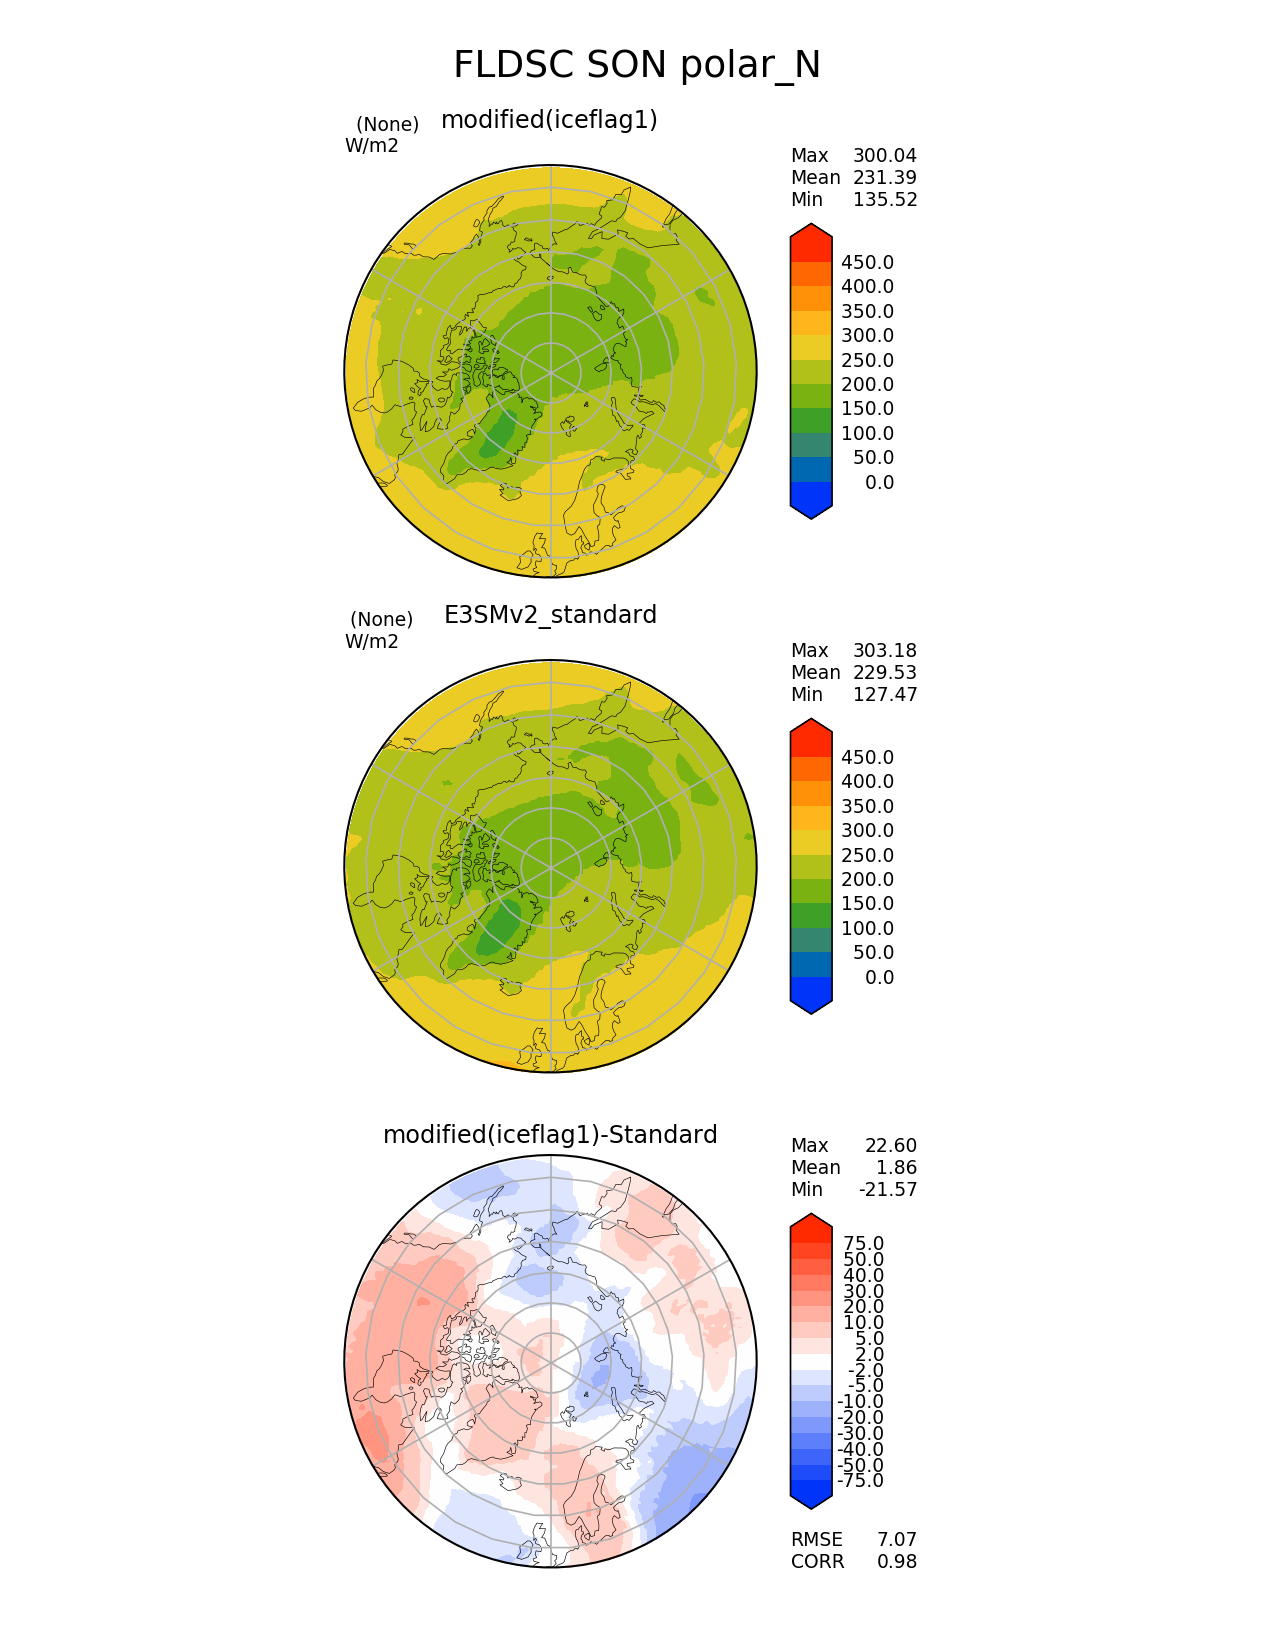 FLDSC SON polar_N
(None) modified(iceflag1)
W/m2
Max 300.04
Mean 231.39
Min 135.52
450.0
400.0
350.0
300.0
250.0
200.0
150.0
100.0
50.0
0.0
(None) E3SMv2_standard
W/m2
Max 303.18
Mean 229.53
Min 127.47
450.0
400.0
350.0
300.0
250.0
200.0
150.0
100.0
50.0
0.0
modified(iceflag1)-Standard
Max 22.60
Mean 1.86
Min -21.57
75.0
50.0
40.0
30.0
20.0
10.0
5.0
2.0
-2.0
-5.0
-10.0
-20.0
-30.0
-40.0
-50.0
-75.0
RMSE 7.07
CORR 0.98